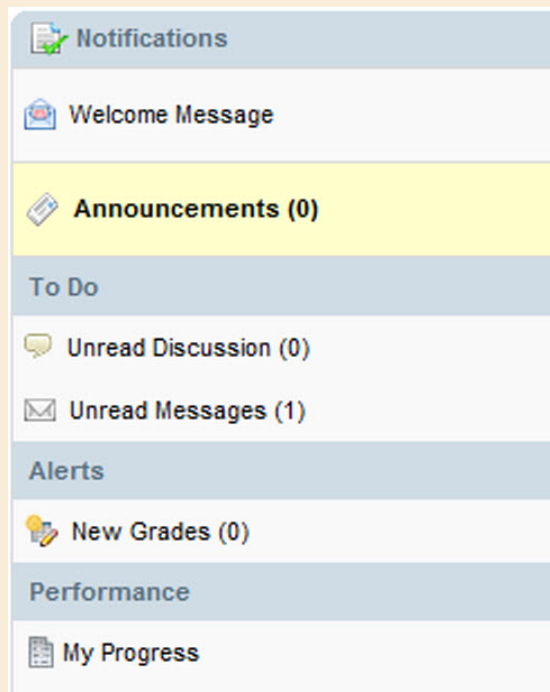 Notifications
Welcome Message
Announcements (0)
To Do
Unread Discussion (0)
Unread Messages (1)
Alerts
New Grades (0)
Performance
My Progress